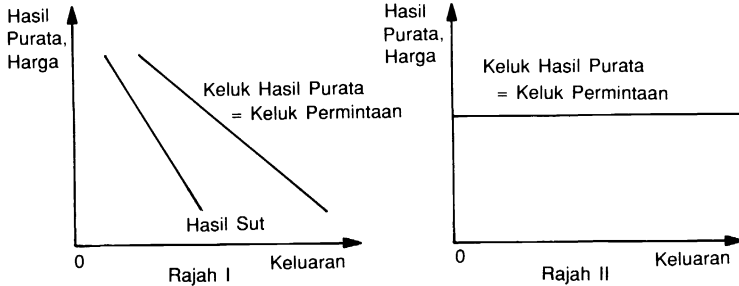 Hasil
Purata,
Harga
Keluk Hasil Purata
= Keluk Permintaan
Hasil Sut
0
Keluaran
Rajah I
Hasil
Purata,
Harga
Keluk Hasil Purata
= Keluk Permintaan
0
Keluaran
Rajah II